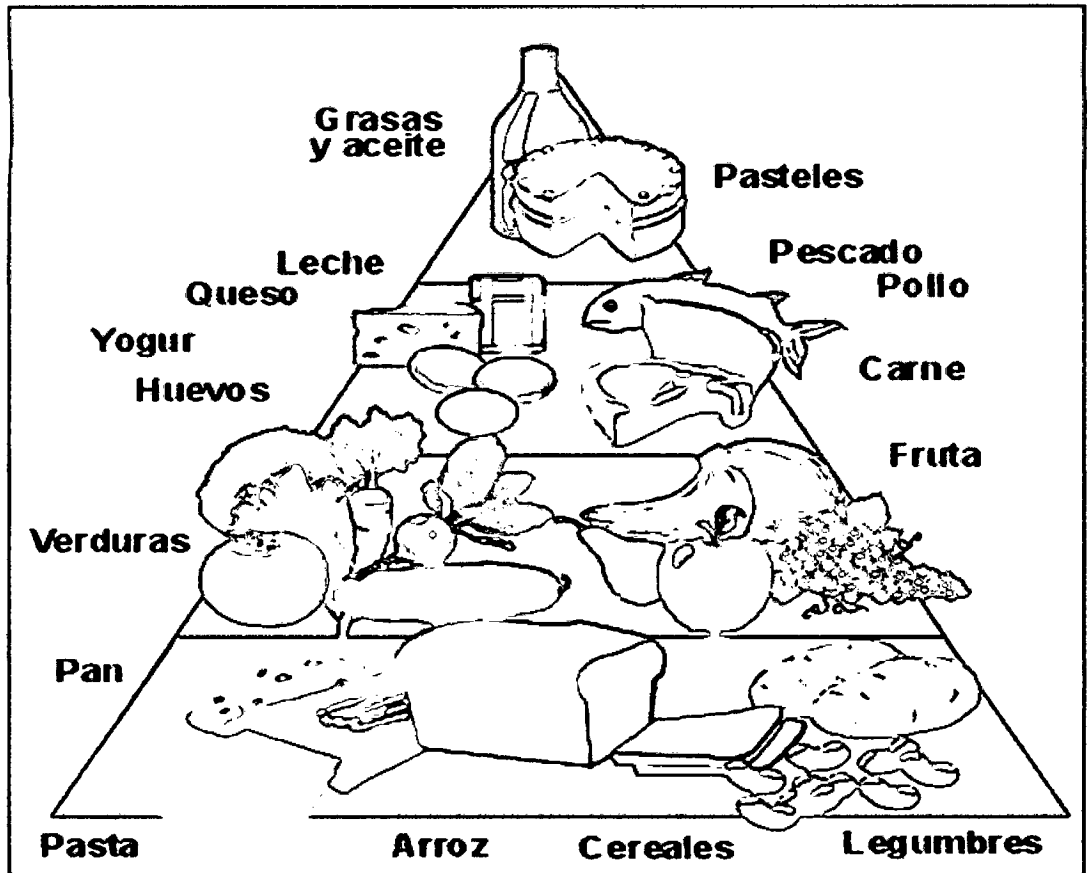 Grasas
y aceite
Pasteles
Leche
Pescado
Queso
Pollo
Yogur
Carne
Huevos
Fruta
Verduras
Pan
Pasta
Arroz
Cereales
Legumbres